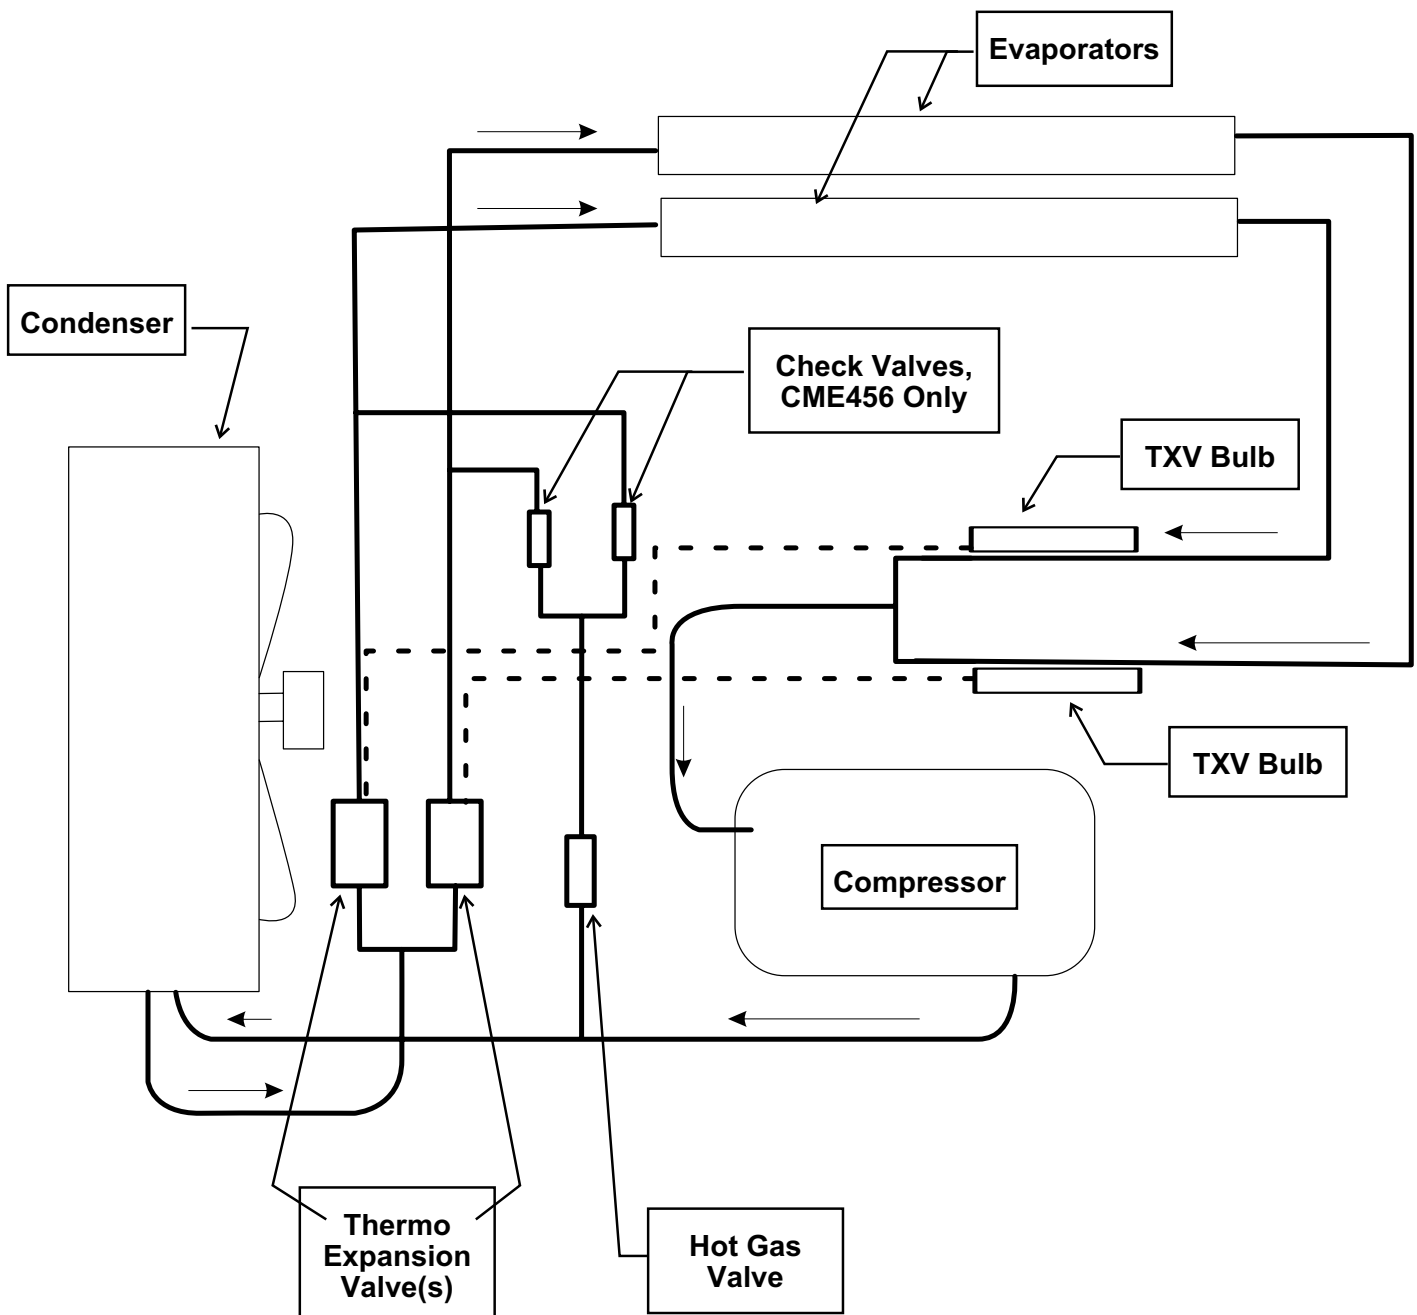 Evaporators
Condenser
Check Valves,
CME456 Only
TXV Bulb
TXV Bulb
Compressor
Thermo
Expansion
Valve(s)
Hot Gas
Valve